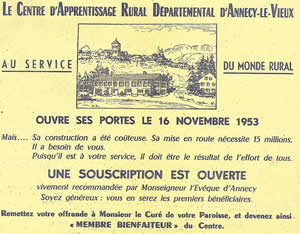 LE CENTRE D'APPRENTISSAGE RURAL DÉPARTEMENTAL D'ANNECY-LE-VIEUX
AU SERVICE DU MONDE RURAL
OUVRE SES PORTES LE 16 NOVEMBRE 1953
Mais.... Sa construction a été coûteuse. Sa mise en route nécessite 15 millions.
Il a besoin de vous.
Puisqu'il est à votre service, il doit être le résultat de l'effort de tous.
UNE SOUSCRIPTION EST OUVERTE
vivement recommandée par Monseigneur l'Evêque d'Annecy
Soyez généreux : vous en serez les premiers bénéficiaires.
Remettez votre offrande à Monsieur le Curé de votre Paroisse, et devenez ainsi
« MEMBRE BIENFAITEUR » du Centre.